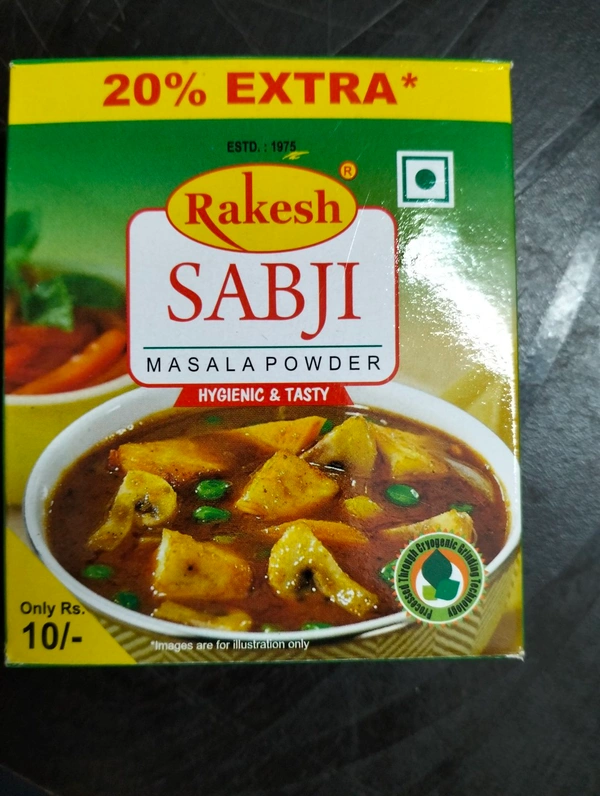 20% EXTRA*
ESTD. : 1975
Rakesh®
SABJI
MASALA POWDER
HYGIENIC & TASTY
Processed Through Cryogenic Grinding Technology
Only Rs.
10/-
*Images are for illustration only